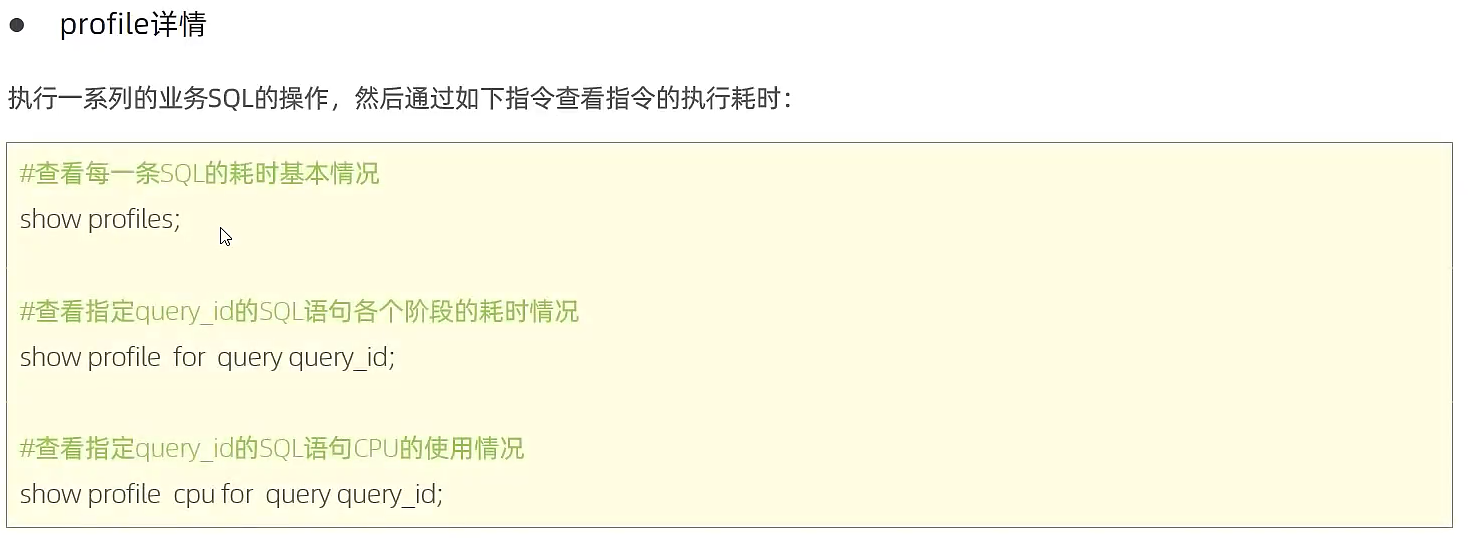 ● profile详情
执行一系列的业务SQL的操作，然后通过如下指令查看指令的执行耗时：
#查看每一条SQL的耗时基本情况
show profiles;
#查看指定query_id的SQL语句各个阶段的耗时情况
show profile for query query_id;
#查看指定query_id的SQL语句CPU的使用情况
show profile cpu for query query_id;